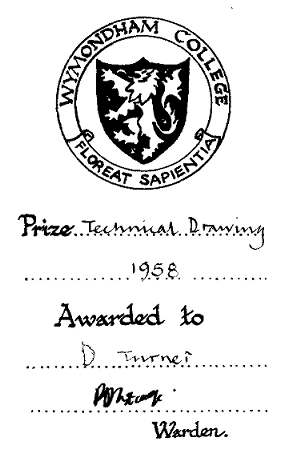 WYMONDHAM COLLEGE
FLOREAT SAPIENTIA
Prize Technical Drawing
1958
Awarded to
D Turner
Warden.